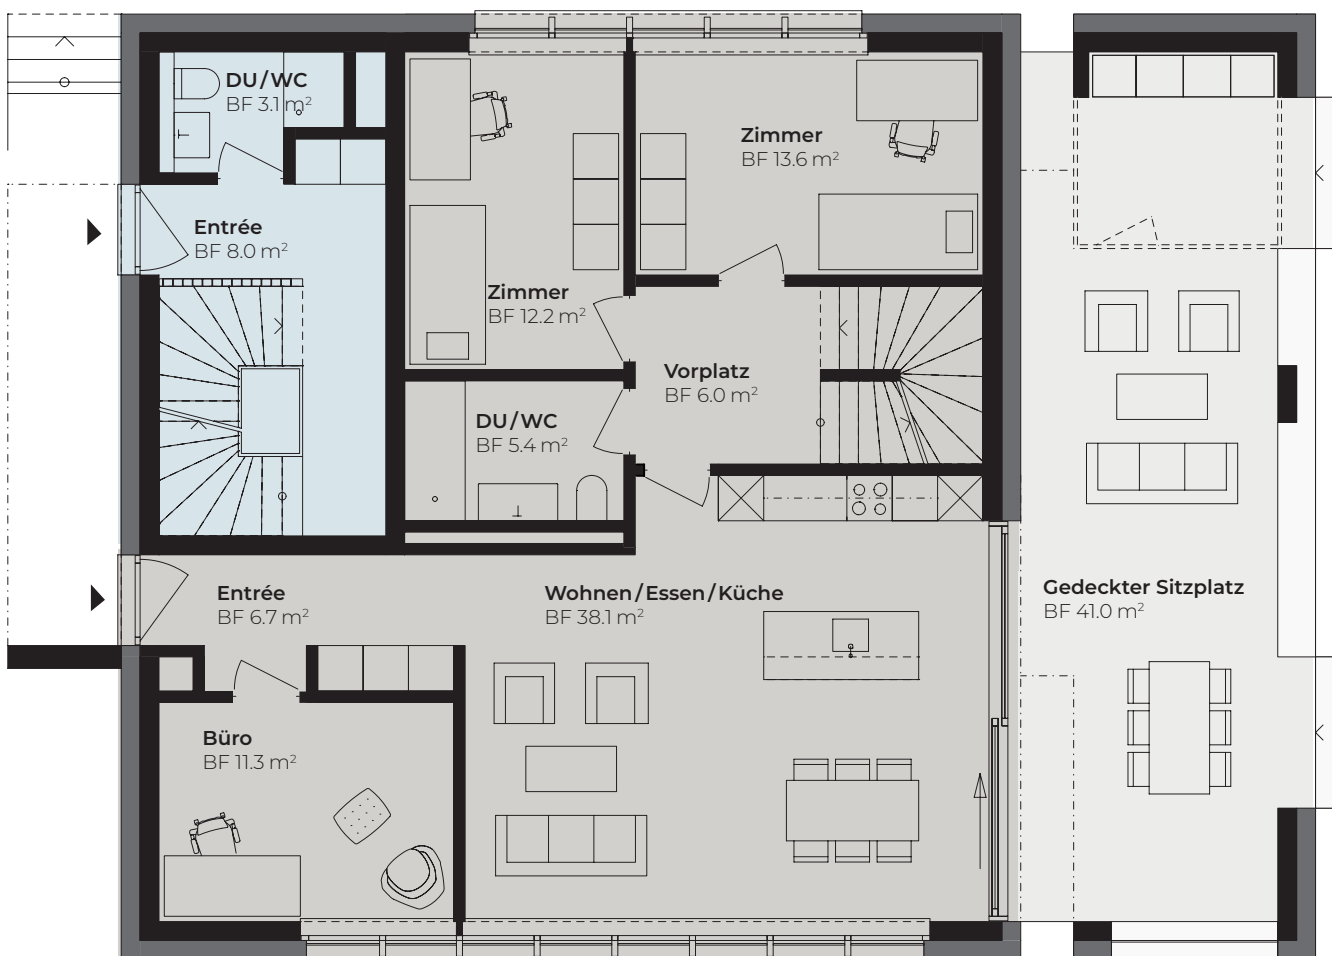 DU/WC
BF 3.1 m²
Zimmer
BF 13.6 m²
Entrée
BF 8.0 m²
Zimmer
BF 12.2 m²
Vorplatz
BF 6.0 m²
DU/WC
BF 5.4 m²
Entrée
BF 6.7 m²
Wohnen/Essen/Küche
BF 38.1 m²
Gedeckter Sitzplatz
BF 41.0 m²
Büro
BF 11.3 m²